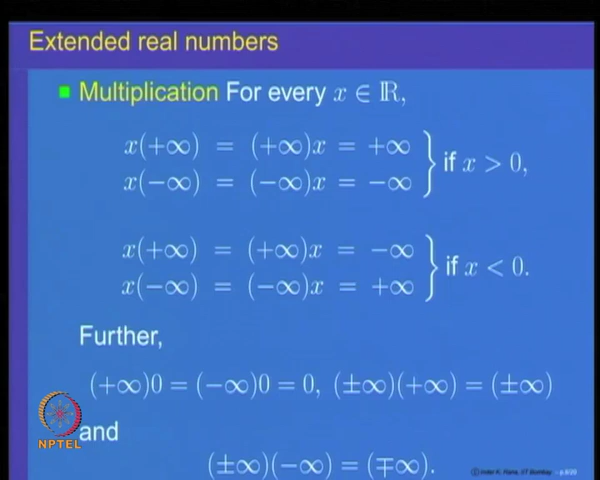 Extended real numbers
Multiplication For every x ∈ ℝ,
x(+∞) = (+∞)x = +∞
x(−∞) = (−∞)x = −∞ } if x > 0,
x(+∞) = (+∞)x = −∞
x(−∞) = (−∞)x = +∞ } if x < 0.
Further,
(+∞)0 = (−∞)0 = 0, (±∞)(+∞) = (±∞)
and
(±∞)(−∞) = (∓∞).
NPTEL